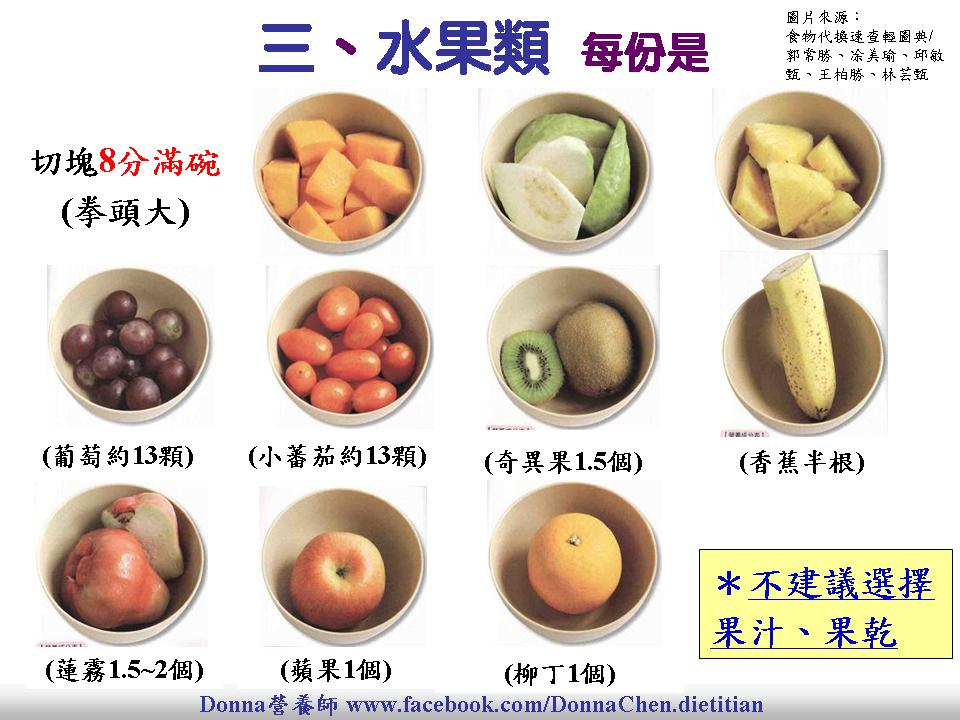 三、水果類 每份是
圖片來源：
食物代換速查輕圖典/
郭常勝、凃美瑜、邱敏
甄、王柏勝、林芸甄
切塊8分滿碗
(拳頭大)
(葡萄約13顆)
(小蕃茄約13顆)
(奇異果1.5個)
(香蕉半根)
(蓮霧1.5~2個)
(蘋果1個)
(柳丁1個)
＊不建議選擇
果汁、果乾
Donna營養師 www.facebook.com/DonnaChen.dietitian